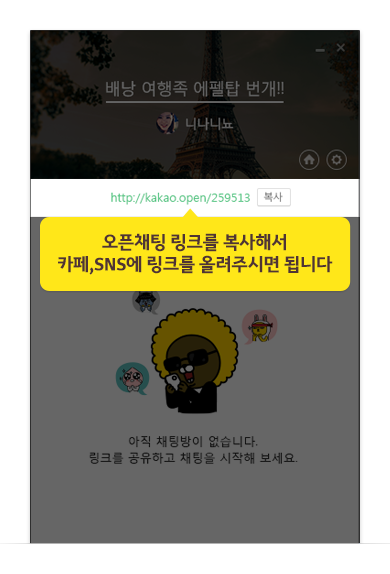 배낭 여행족 에펠탑 번개!!
니나니뇨
http://kakao.open/259513 복사
오픈채팅 링크를 복사해서
카페,SNS에 링크를 올려주시면 됩니다
아직 채팅방이 없습니다.
링크를 공유하고 채팅을 시작해 보세요.